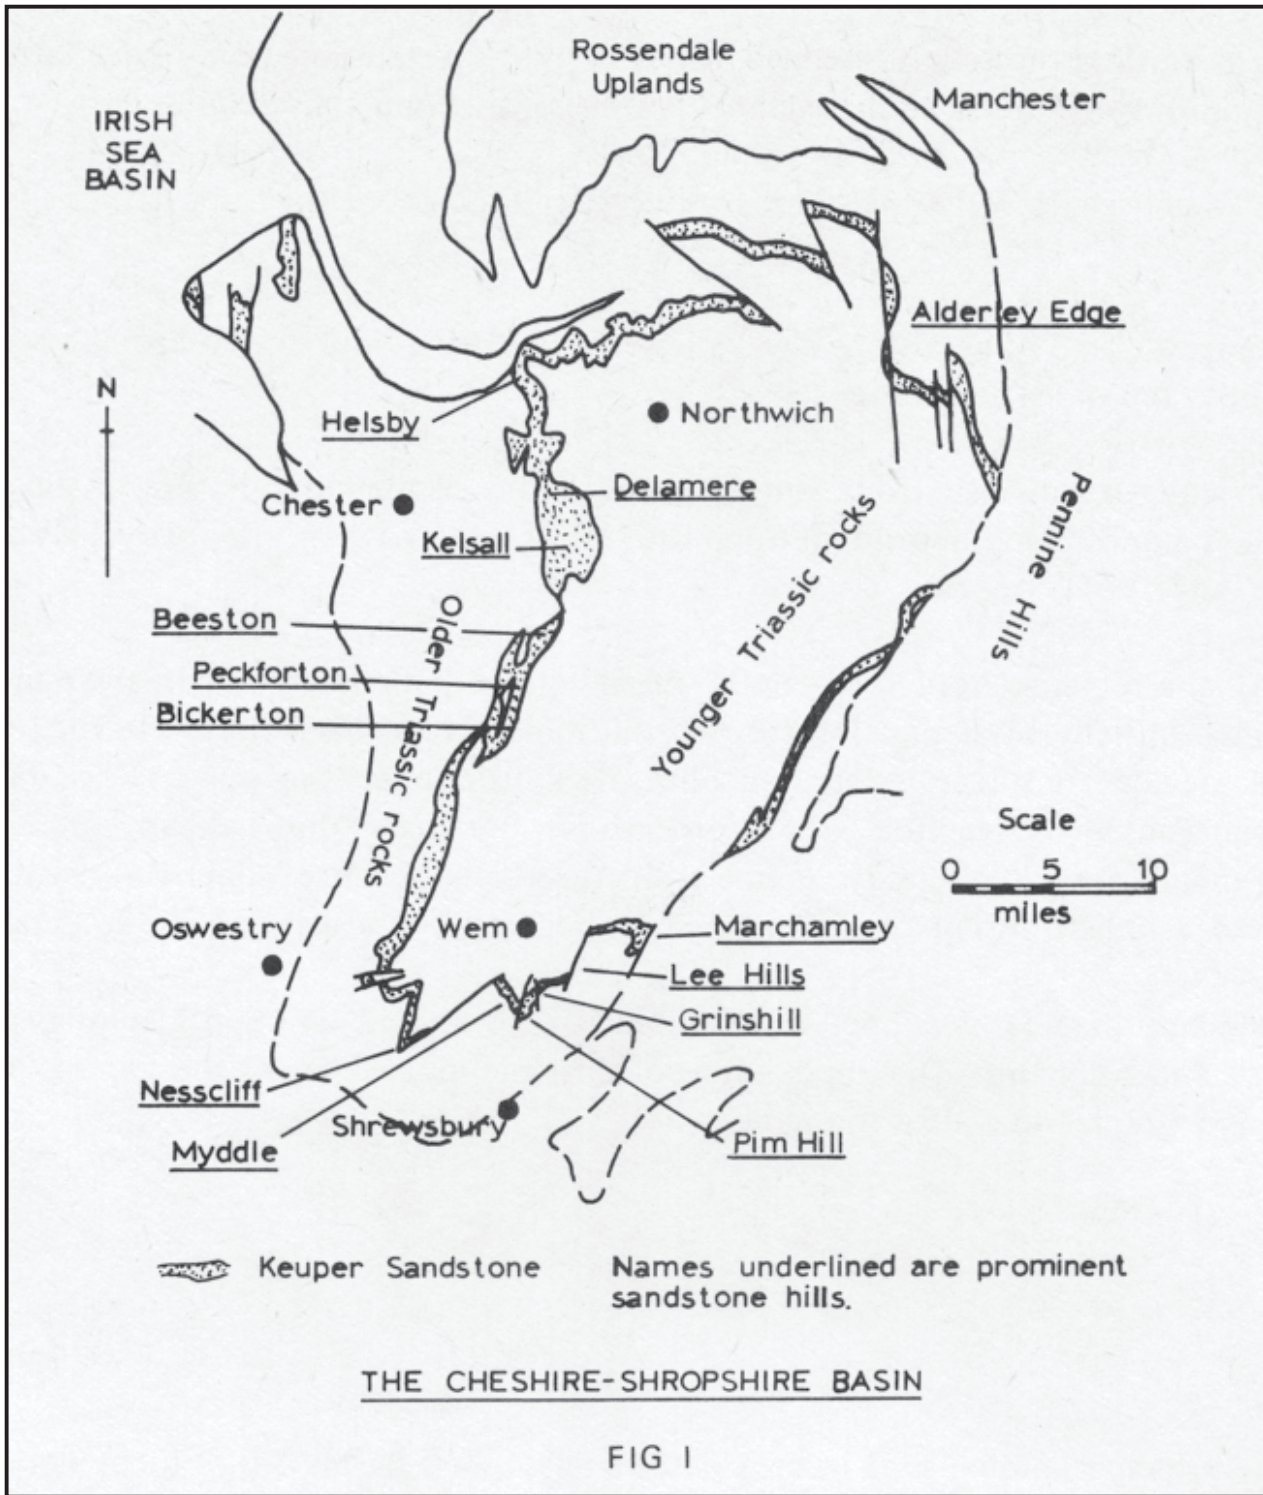 Rossendale
Uplands
Manchester
IRISH
SEA
BASIN
Alderley Edge
N
Helsby
Northwich
Chester
Delamere
Kelsall
Pennine Hills
Beeston
Older Triassic rocks
Younger Triassic rocks
Peckforton
Bickerton
Scale
0 5 10
miles
Oswestry
Wem
Marchamley
Lee Hills
Grinshill
Nesscliff
Shrewsbury
Myddle
Pim Hill
Keuper Sandstone
Names underlined are prominent
sandstone hills.
THE CHESHIRE-SHROPSHIRE BASIN
FIG I